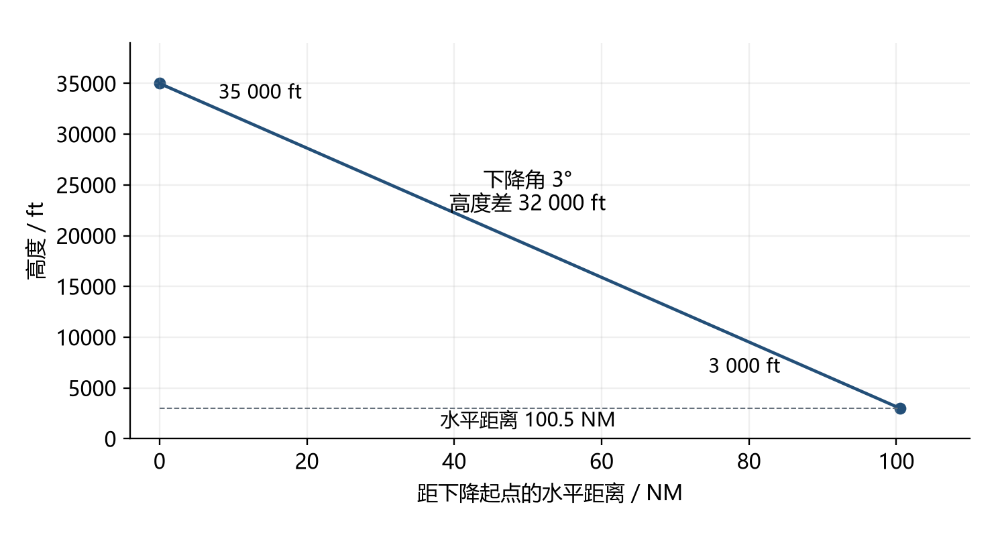 35000
30000
25000
20000
15000
10000
5000
0
高度 / ft
35 000 ft
下降角 3°
高度差 32 000 ft
3 000 ft
水平距离 100.5 NM
0 20 40 60 80 100
距下降起点的水平距离 / NM